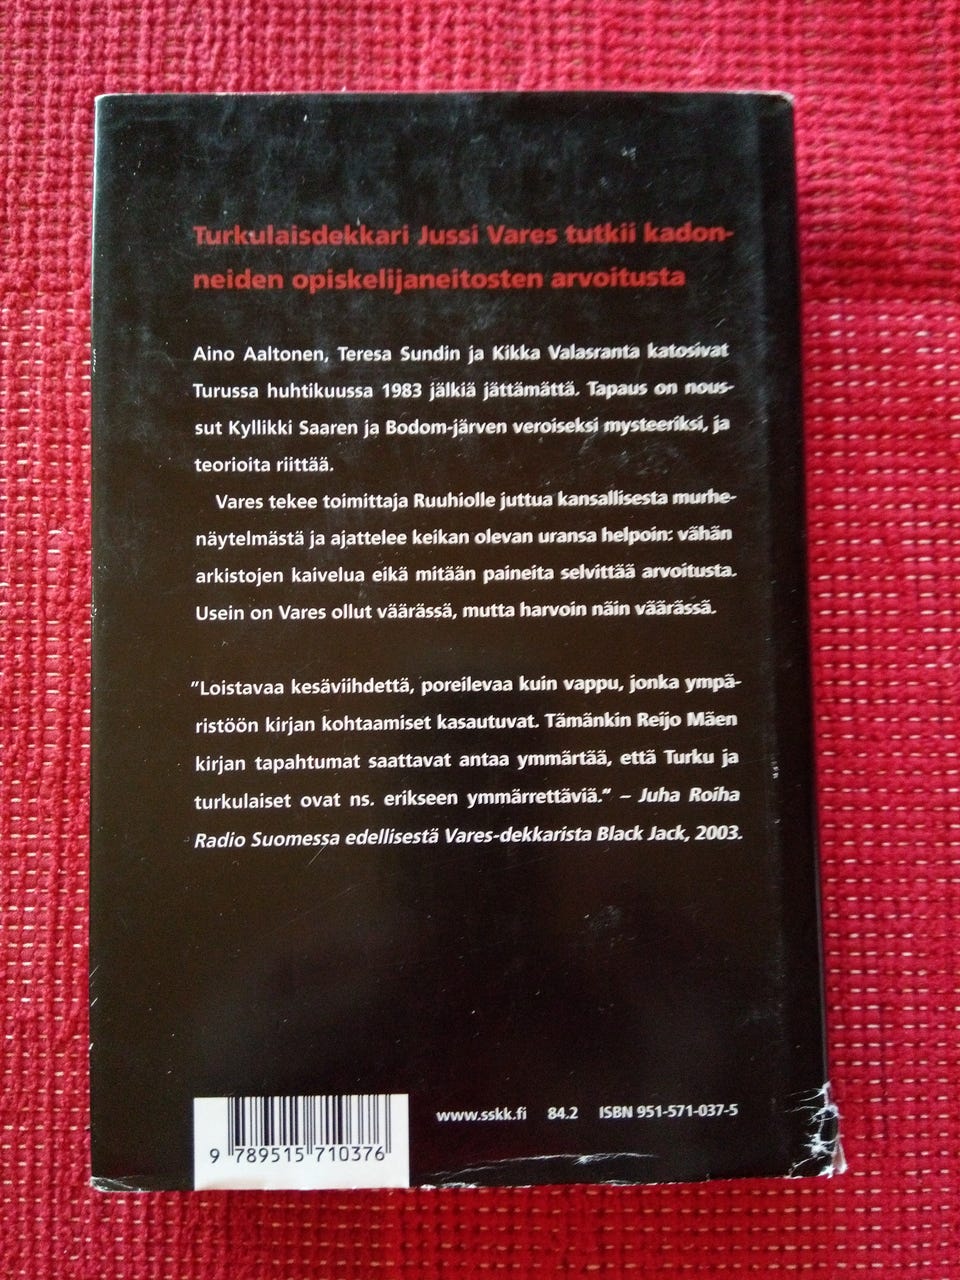 Turkulaisdekkari Jussi Vares tutkii kadon-
neiden opiskelijaneitosten arvoitusta
Aino Aaltonen, Teresa Sundin ja Kikka Valasranta katosivat
Turussa huhtikuussa 1983 jälkiä jättämättä. Tapaus on nous-
sut Kyllikki Saaren ja Bodom-järven veroiseksi mysteeriksi, ja
teorioita riittää.
Vares tekee toimittaja Ruuhiolle juttua kansallisesta murhe-
näytelmästä ja ajattelee keikan olevan uransa helpoin: vähän
arkistojen kaivelua eikä mitään paineita selvittää arvoitusta.
Usein on Vares ollut väärässä, mutta harvoin näin väärässä.
"Loistavaa kesäviihdettä, poreilevaa kuin vappu, jonka ympä-
ristöön kirjan kohtaamiset kasautuvat. Tämänkin Reijo Mäen
kirjan tapahtumat saattavat antaa ymmärtää, että Turku ja
turkulaiset ovat ns. erikseen ymmärrettäviä." – Juha Roiha
Radio Suomessa edellisestä Vares-dekkarista Black Jack, 2003.
www.sskk.fi 84.2 ISBN 951-571-037-5
9 789515 710376